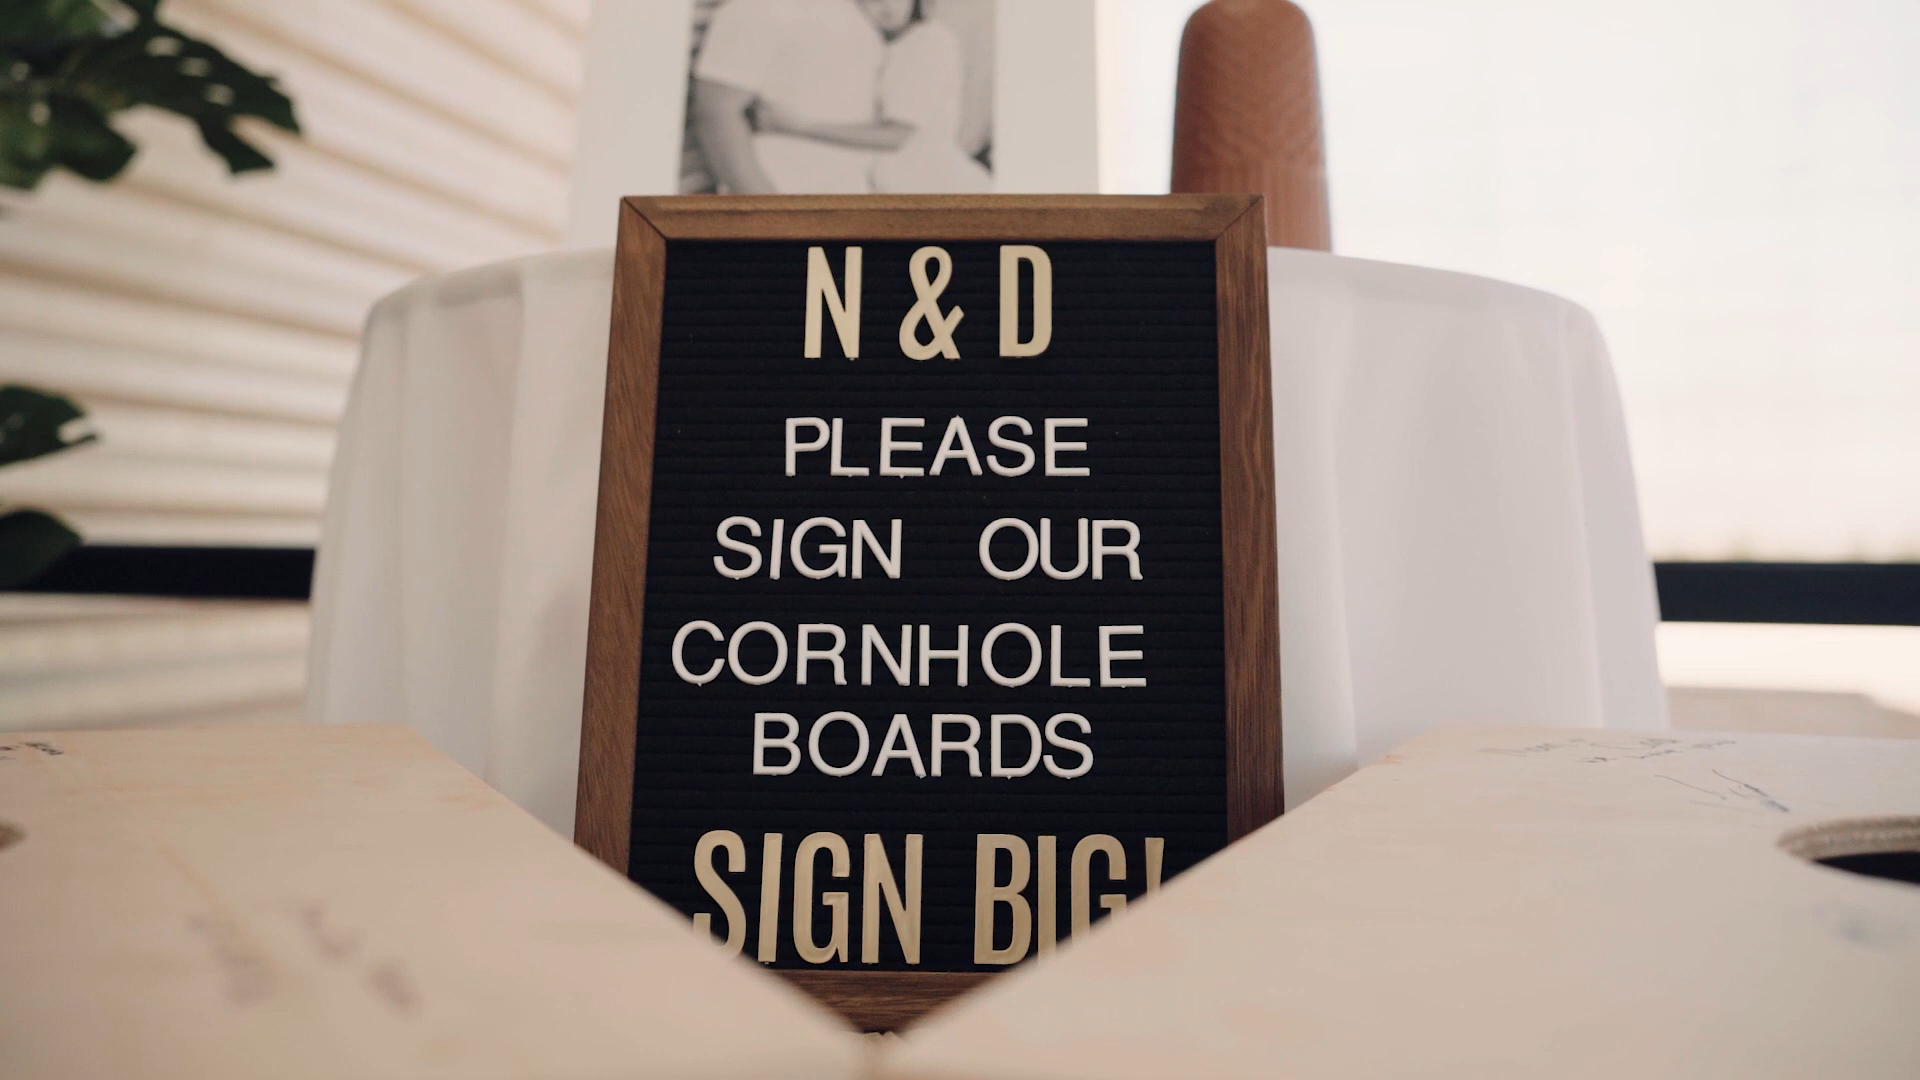 N & D
PLEASE
SIGN OUR
CORNHOLE
BOARDS
SIGN BIG!